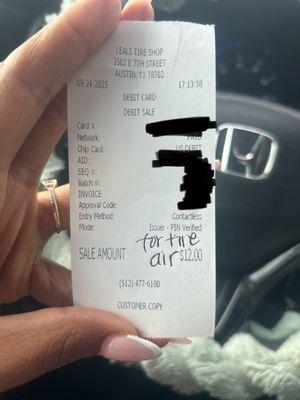 LEALS TIRE SHOP
3502 E 7TH STREET
AUSTIN, TX 78702
09/24/2025 17:13:58
DEBIT CARD
DEBIT SALE
Card #:
Network:
Chip Card: US DEBIT
AID:
SEQ #:
Batch #:
INVOICE
Approval Code:
Entry Method: Contactless
Mode: Issuer - PIN Verified
for tire
air
SALE AMOUNT $12.00
(512) 477-6180
CUSTOMER COPY